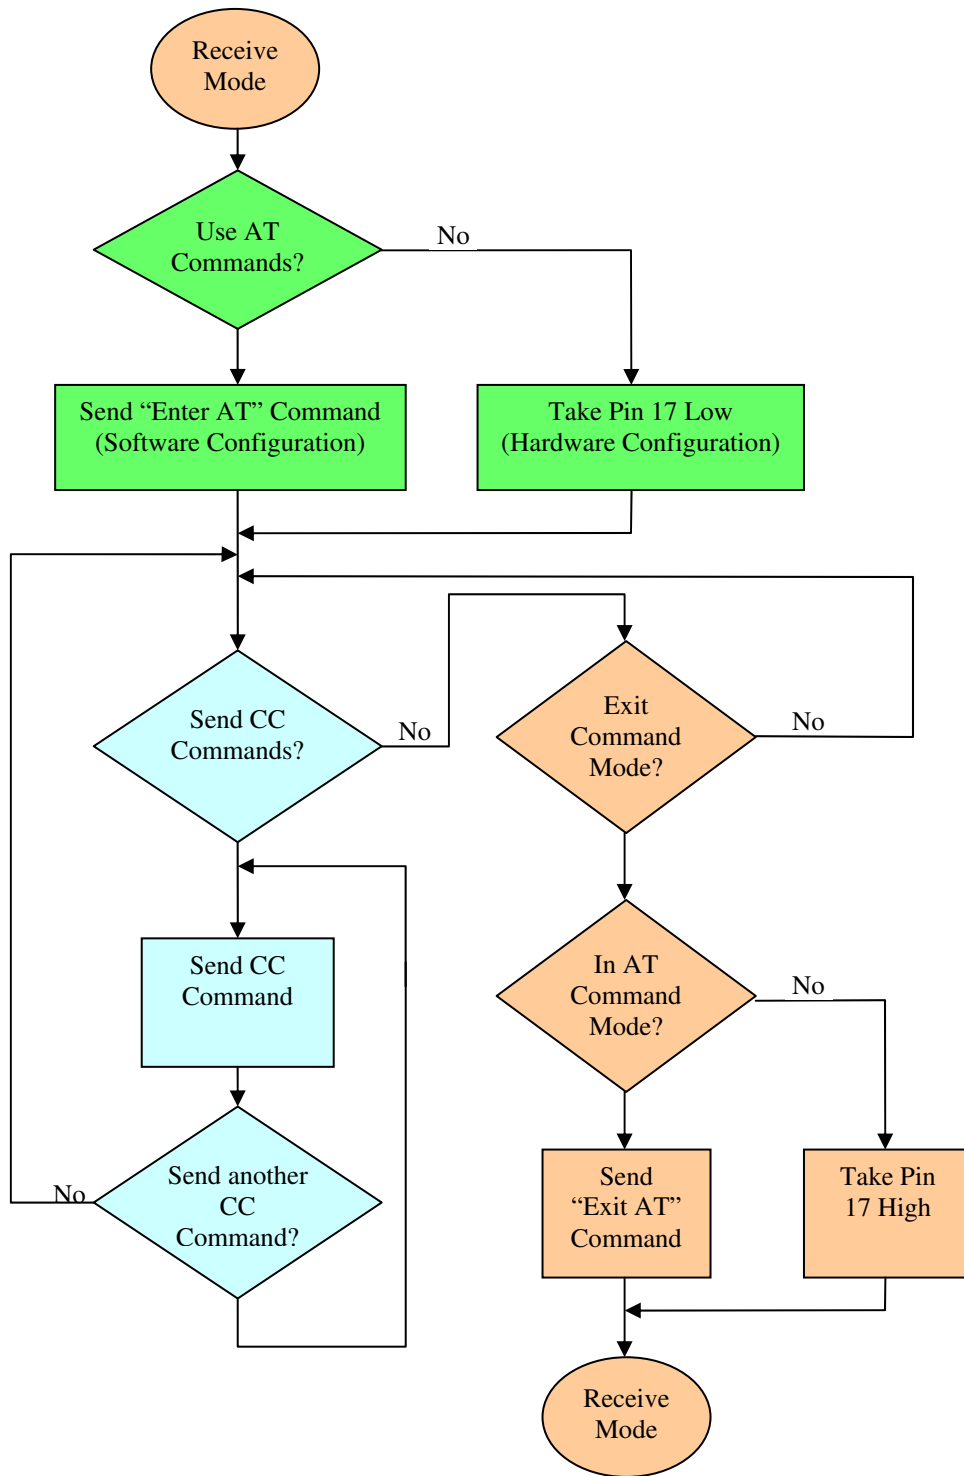 Receive
Mode
Use AT
Commands?
No
Send “Enter AT” Command
(Software Configuration)
Take Pin 17 Low
(Hardware Configuration)
Send CC
Commands?
No
Exit
Command
Mode?
No
Send CC
Command
In AT
Command
Mode?
No
Send another
CC
Command?
No
Send
“Exit AT”
Command
Take Pin
17 High
Receive
Mode